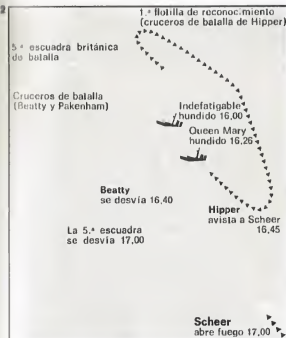 2
1.ª flotilla de reconocimiento
(cruceros de batalla de Hipper)
5.ª escuadra británica
de batalla
Cruceros de batalla
(Beatty y Pakenham)
Indefatigable
hundido 16,00
Queen Mary
hundido 16,26
Beatty
se desvía 16,40
Hipper
avista a Scheer
16,45
La 5.ª escuadra
se desvía 17,00
Scheer
abre fuego 17,00